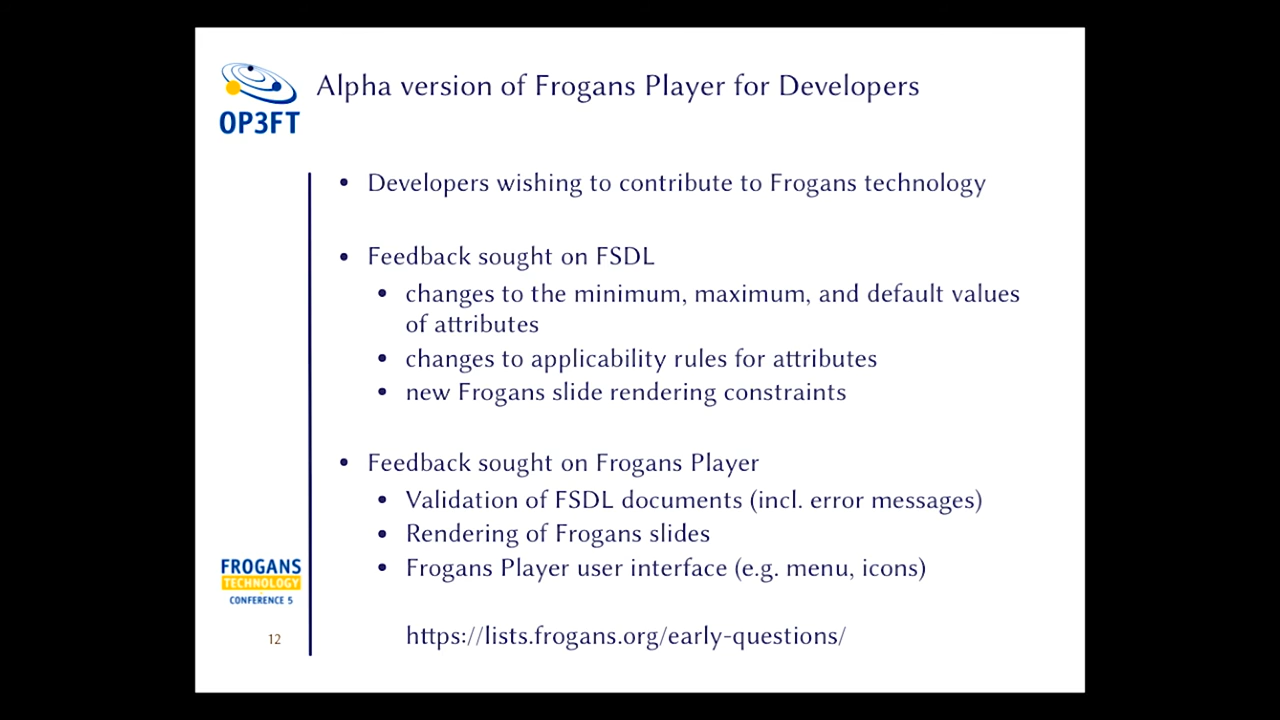 OP3FT
Alpha version of Frogans Player for Developers
• Developers wishing to contribute to Frogans technology
• Feedback sought on FSDL
• changes to the minimum, maximum, and default values
of attributes
• changes to applicability rules for attributes
• new Frogans slide rendering constraints
• Feedback sought on Frogans Player
• Validation of FSDL documents (incl. error messages)
• Rendering of Frogans slides
• Frogans Player user interface (e.g. menu, icons)
https://lists.frogans.org/early-questions/
FROGANS
TECHNOLOGY
CONFERENCE 5
12